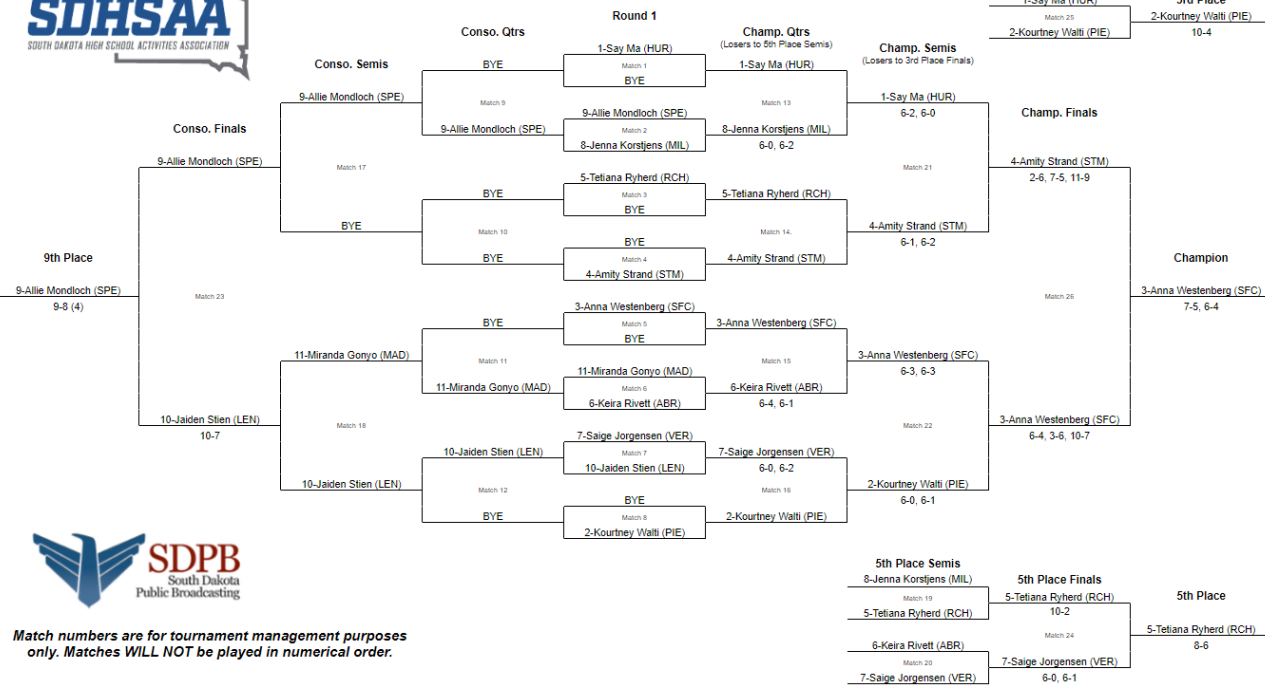 SDHSAA
SOUTH DAKOTA HIGH SCHOOL ACTIVITIES ASSOCIATION
1-Say Ma (HUR)
Match 25
2-Kourtney Walti (PIE)
3rd Place
2-Kourtney Walti (PIE)
10-4
Conso. Finals
Conso. Semis
Conso. Qtrs
Round 1
Champ. Qtrs
(Losers to 5th Place Semis)
Champ. Semis
(Losers to 3rd Place Finals)
Champ. Finals
Champion
9th Place
9-Allie Mondloch (SPE)
9-8 (4)
Match 23
9-Allie Mondloch (SPE)
10-Jaiden Stien (LEN)
10-7
9-Allie Mondloch (SPE)
Match 17
BYE
11-Miranda Gonyo (MAD)
Match 18
10-Jaiden Stien (LEN)
BYE
Match 9
9-Allie Mondloch (SPE)
BYE
Match 10
BYE
BYE
Match 11
11-Miranda Gonyo (MAD)
10-Jaiden Stien (LEN)
Match 12
BYE
1-Say Ma (HUR)
Match 1
BYE
9-Allie Mondloch (SPE)
Match 2
8-Jenna Korstjens (MIL)
5-Tetiana Ryherd (RCH)
Match 3
BYE
BYE
Match 4
4-Amity Strand (STM)
3-Anna Westenberg (SFC)
Match 5
BYE
11-Miranda Gonyo (MAD)
Match 6
6-Keira Rivett (ABR)
7-Saige Jorgensen (VER)
Match 7
10-Jaiden Stien (LEN)
BYE
Match 8
2-Kourtney Walti (PIE)
1-Say Ma (HUR)
Match 13
8-Jenna Korstjens (MIL)
6-0, 6-2
5-Tetiana Ryherd (RCH)
Match 14.
4-Amity Strand (STM)
3-Anna Westenberg (SFC)
Match 15
6-Keira Rivett (ABR)
6-4, 6-1
7-Saige Jorgensen (VER)
6-0, 6-2
Match 16
2-Kourtney Walti (PIE)
1-Say Ma (HUR)
6-2, 6-0
Match 21
4-Amity Strand (STM)
6-1, 6-2
3-Anna Westenberg (SFC)
6-3, 6-3
Match 22
2-Kourtney Walti (PIE)
6-0, 6-1
4-Amity Strand (STM)
2-6, 7-5, 11-9
Match 26
3-Anna Westenberg (SFC)
6-4, 3-6, 10-7
3-Anna Westenberg (SFC)
7-5, 6-4
SDPB
South Dakota
Public Broadcasting
Match numbers are for tournament management purposes
only. Matches WILL NOT be played in numerical order.
5th Place Semis
8-Jenna Korstjens (MIL)
Match 19
5-Tetiana Ryherd (RCH)
6-Keira Rivett (ABR)
Match 20
7-Saige Jorgensen (VER)
5th Place Finals
5-Tetiana Ryherd (RCH)
10-2
Match 24
7-Saige Jorgensen (VER)
6-0, 6-1
5th Place
5-Tetiana Ryherd (RCH)
8-6